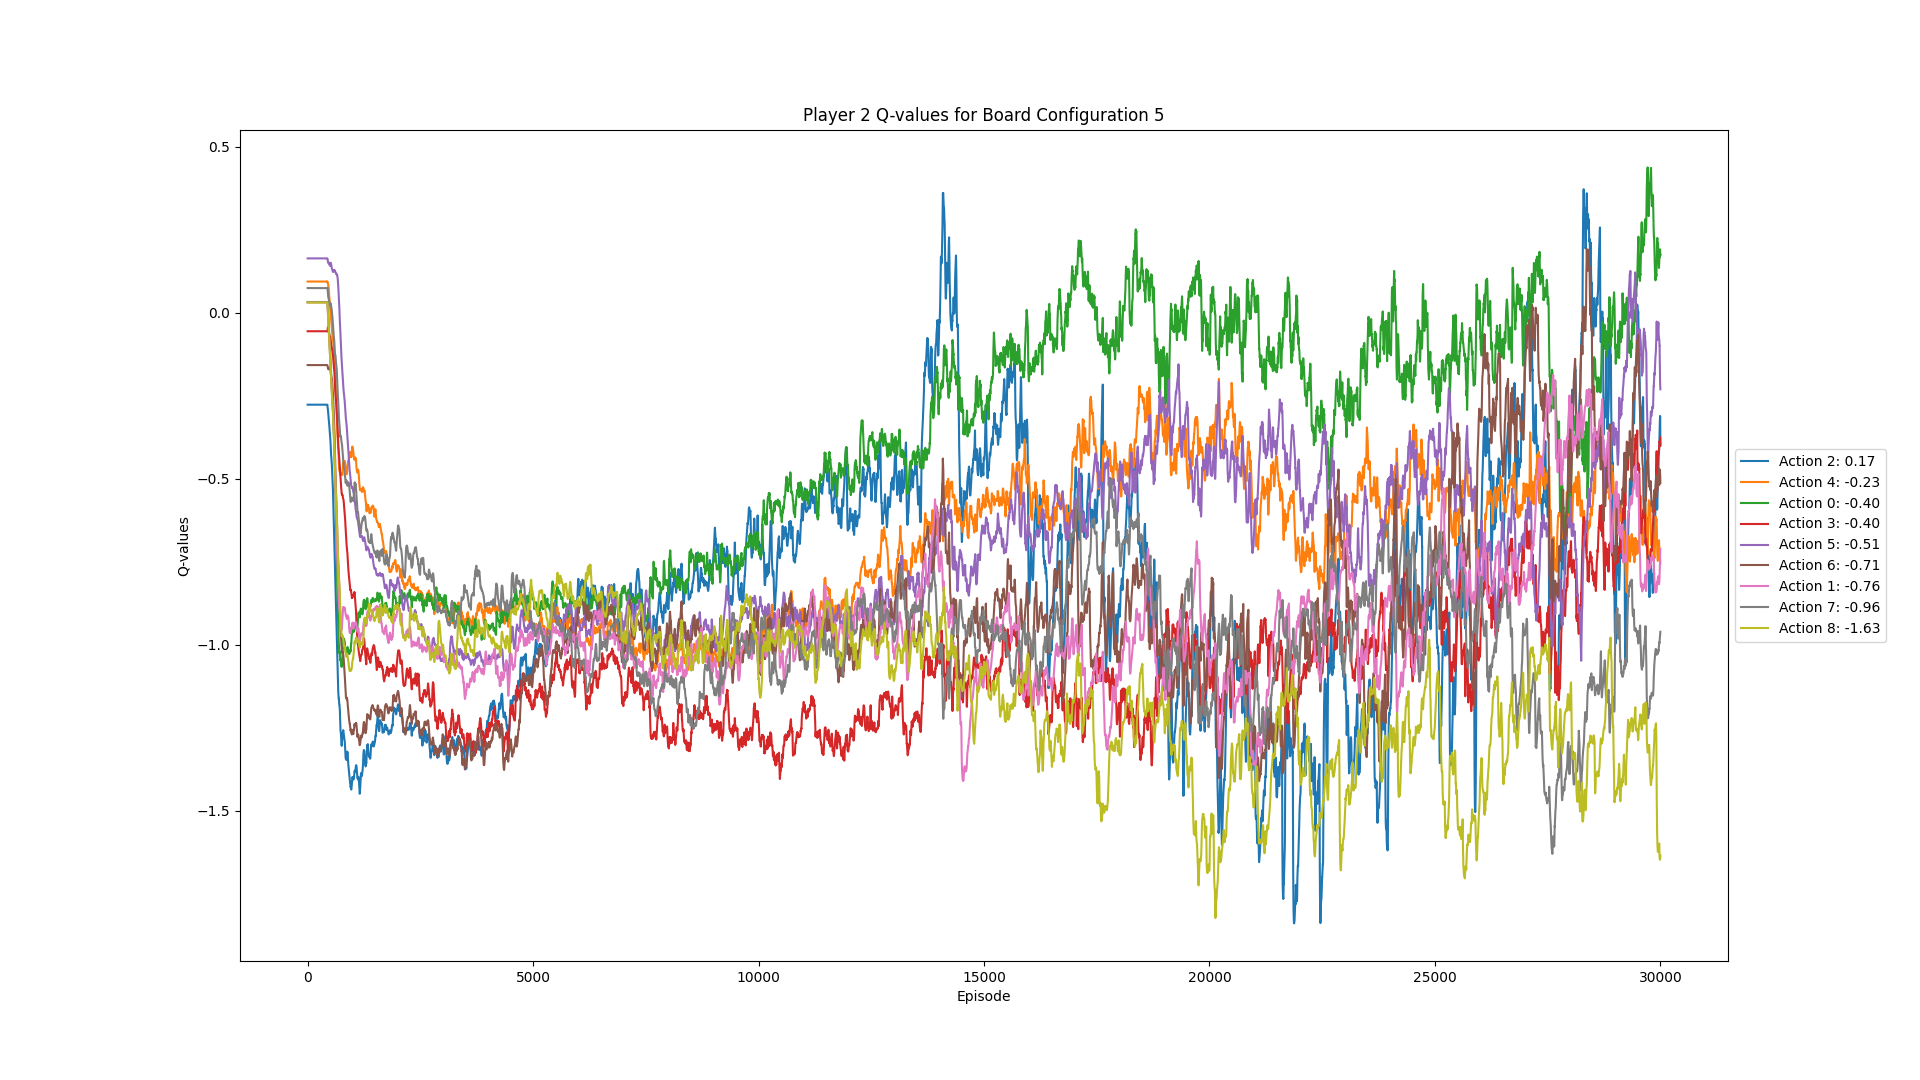 Player 2 Q-values for Board Configuration 5
Q-values
0.5
0.0
−0.5
−1.0
−1.5
0
5000
10000
15000
20000
25000
30000
Episode
Action 2: 0.17
Action 4: -0.23
Action 0: -0.40
Action 3: -0.40
Action 5: -0.51
Action 6: -0.71
Action 1: -0.76
Action 7: -0.96
Action 8: -1.63